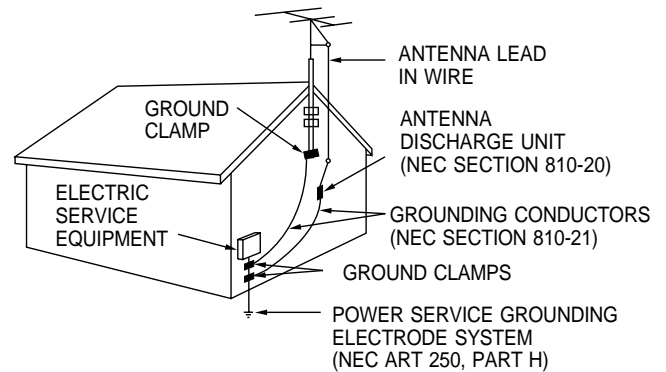 ANTENNA LEAD
IN WIRE
GROUND
CLAMP
ANTENNA
DISCHARGE UNIT
(NEC SECTION 810-20)
ELECTRIC
SERVICE
EQUIPMENT
GROUNDING CONDUCTORS
(NEC SECTION 810-21)
GROUND CLAMPS
POWER SERVICE GROUNDING
ELECTRODE SYSTEM
(NEC ART 250, PART H)